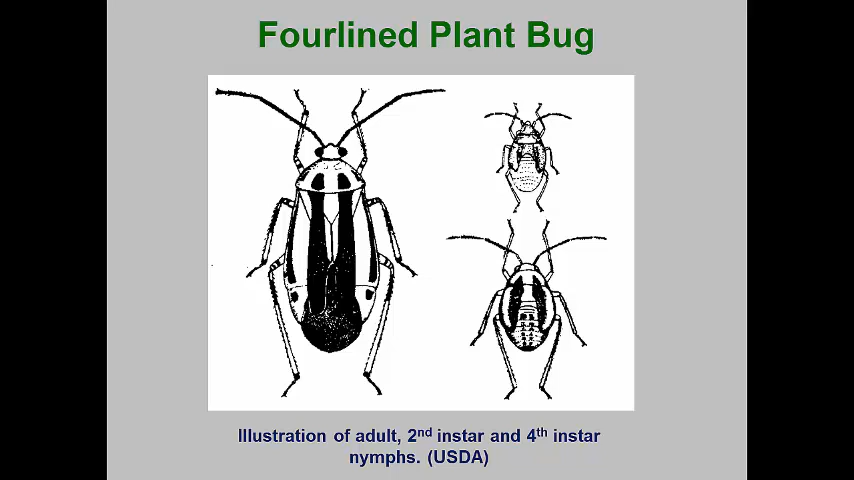 Fourlined Plant Bug
Illustration of adult, 2nd instar and 4th instar
nymphs. (USDA)